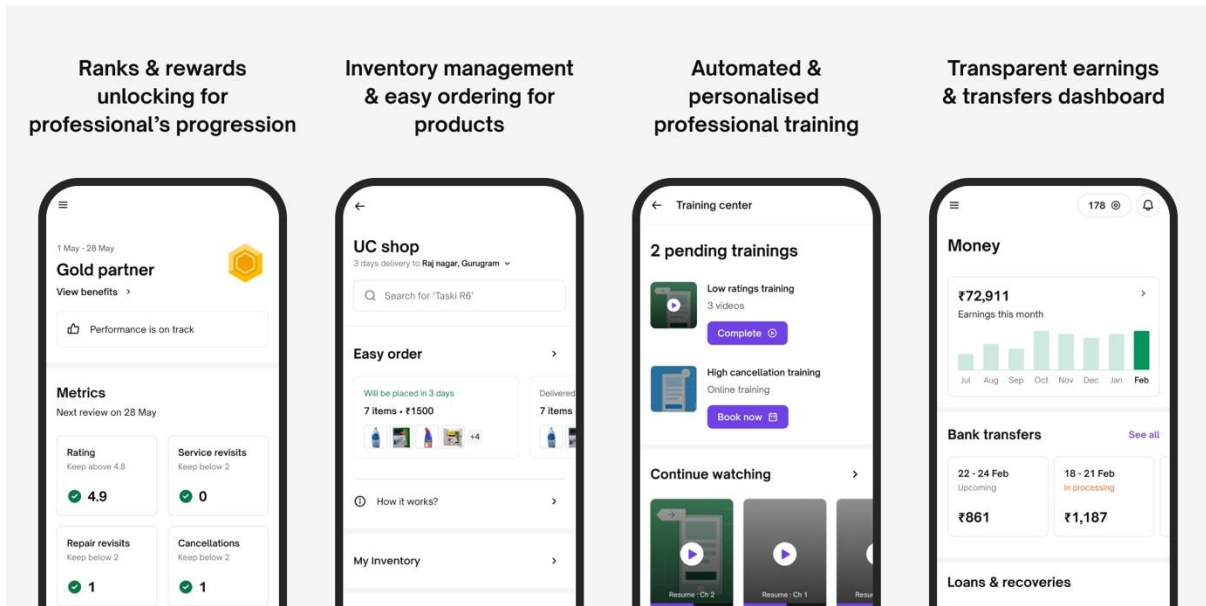 Ranks & rewards
unlocking for
professional's progression
1 May - 28 May
Gold partner
View benefits
Performance is on track
Metrics
Next review on 28 May
Rating
Keep above 4.8
4.9
Service revisits
Keep below 2
0
Repair revisits
Keep below 2
1
Cancellations
Keep below 2
1
Inventory management
& easy ordering for
products
UC shop
3 days delivery to Raj nagar, Gurugram
Search for 'Taski R6'
Easy order
Will be placed in 3 days
7 items • ₹1500
+4
Delivered
7 items
How it works?
My Inventory
Automated &
personalised
professional training
Training center
2 pending trainings
Low ratings training
3 videos
Complete
High cancellation training
Online training
Book now
Continue watching
Resume : Ch 2
Resume : Ch 1
Resu
Transparent earnings
& transfers dashboard
178
Money
₹72,911
Earnings this month
Jul Aug Sep Oct Nov Dec Jan Feb
Bank transfers
See all
22 - 24 Feb
Upcoming
₹861
18 - 21 Feb
In processing
₹1,187
Loans & recoveries